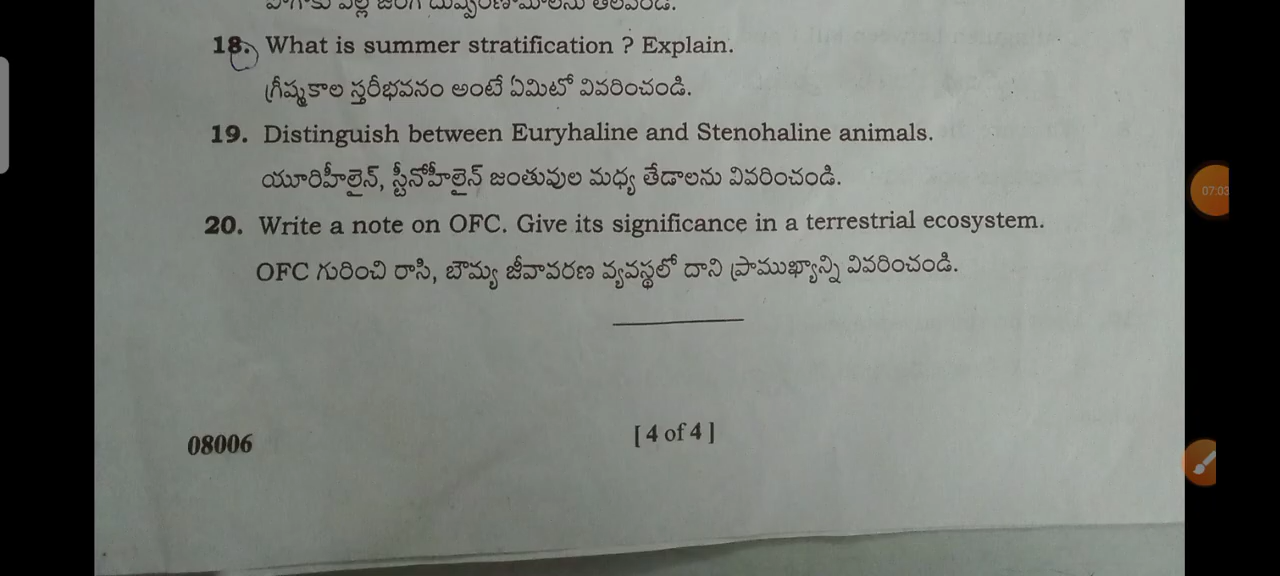 18. What is summer stratification ? Explain.
గ్రీష్మకాల స్తరీభవనం అంటే ఏమిటో వివరించండి.
19. Distinguish between Euryhaline and Stenohaline animals.
యూరిహీలైన్, స్టీనోహీలైన్ జంతువుల మధ్య తేడాలను వివరించండి.
20. Write a note on OFC. Give its significance in a terrestrial ecosystem.
OFC గురించి రాసి, బౌమ్య జీవావరణ వ్యవస్థలో దాని ప్రాముఖ్యాన్ని వివరించండి.
08006
[ 4 of 4 ]
07:03